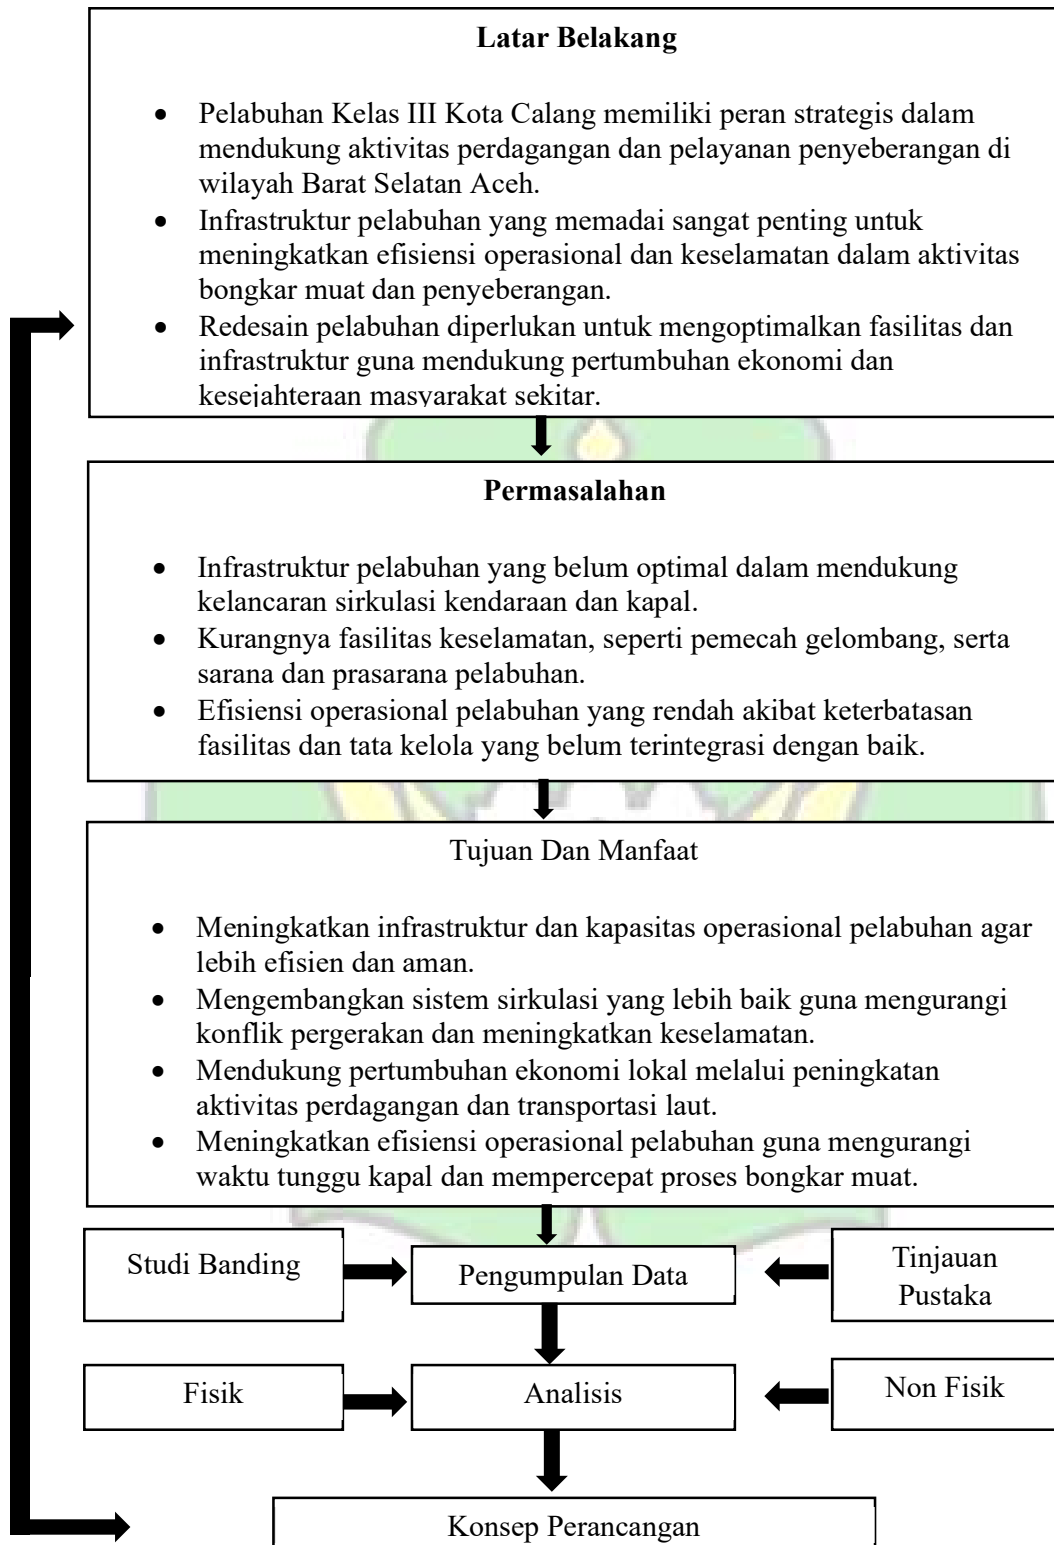 Latar Belakang
• Pelabuhan Kelas III Kota Calang memiliki peran strategis dalam
mendukung aktivitas perdagangan dan pelayanan penyeberangan di
wilayah Barat Selatan Aceh.
• Infrastruktur pelabuhan yang memadai sangat penting untuk
meningkatkan efisiensi operasional dan keselamatan dalam aktivitas
bongkar muat dan penyeberangan.
• Redesain pelabuhan diperlukan untuk mengoptimalkan fasilitas dan
infrastruktur guna mendukung pertumbuhan ekonomi dan
kesejahteraan masyarakat sekitar.
Permasalahan
• Infrastruktur pelabuhan yang belum optimal dalam mendukung
kelancaran sirkulasi kendaraan dan kapal.
• Kurangnya fasilitas keselamatan, seperti pemecah gelombang, serta
sarana dan prasarana pelabuhan.
• Efisiensi operasional pelabuhan yang rendah akibat keterbatasan
fasilitas dan tata kelola yang belum terintegrasi dengan baik.
Tujuan Dan Manfaat
• Meningkatkan infrastruktur dan kapasitas operasional pelabuhan agar
lebih efisien dan aman.
• Mengembangkan sistem sirkulasi yang lebih baik guna mengurangi
konflik pergerakan dan meningkatkan keselamatan.
• Mendukung pertumbuhan ekonomi lokal melalui peningkatan
aktivitas perdagangan dan transportasi laut.
• Meningkatkan efisiensi operasional pelabuhan guna mengurangi
waktu tunggu kapal dan mempercepat proses bongkar muat.
Studi Banding
Pengumpulan Data
Tinjauan
Pustaka
Fisik
Analisis
Non Fisik
Konsep Perancangan